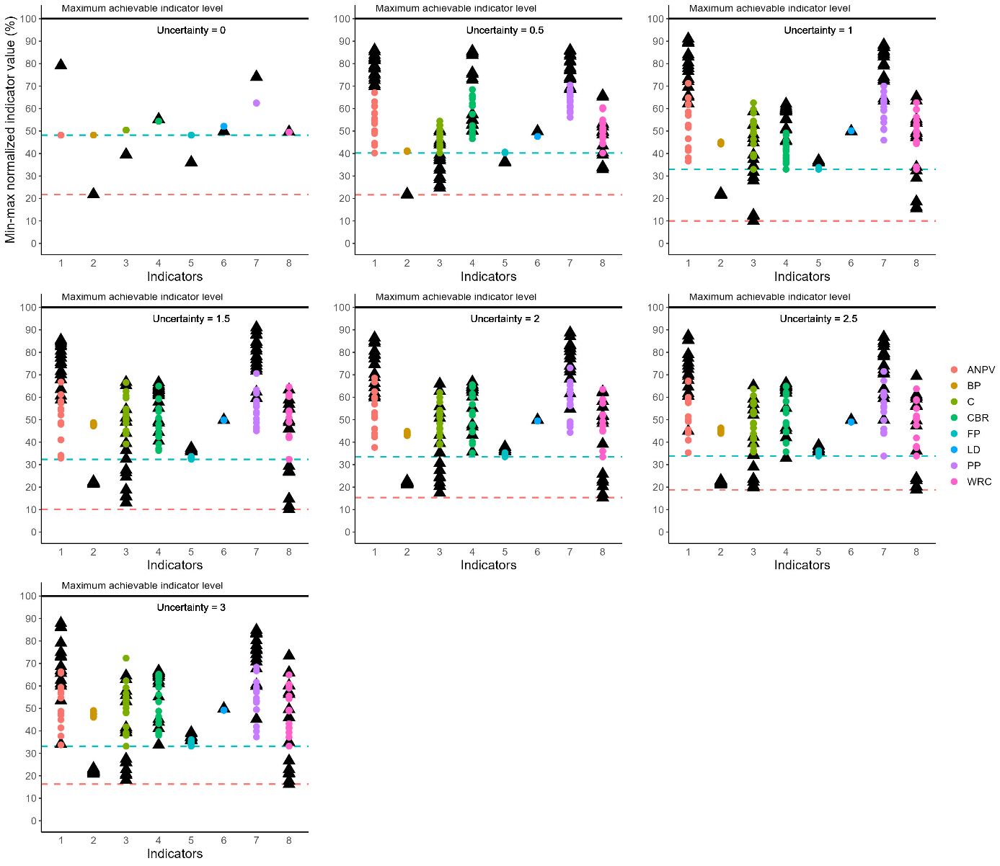 Min-max normalized indicator value (%)
Maximum achievable indicator level
Uncertainty = 0
100
90
80
70
60
50
40
30
20
10
0
1 2 3 4 5 6 7 8
Indicators
Maximum achievable indicator level
Uncertainty = 0.5
100
90
80
70
60
50
40
30
20
10
0
1 2 3 4 5 6 7 8
Indicators
Maximum achievable indicator level
Uncertainty = 1
100
90
80
70
60
50
40
30
20
10
0
1 2 3 4 5 6 7 8
Indicators
Maximum achievable indicator level
Uncertainty = 1.5
100
90
80
70
60
50
40
30
20
10
0
1 2 3 4 5 6 7 8
Indicators
Maximum achievable indicator level
Uncertainty = 2
100
90
80
70
60
50
40
30
20
10
0
1 2 3 4 5 6 7 8
Indicators
Maximum achievable indicator level
Uncertainty = 2.5
100
90
80
70
60
50
40
30
20
10
0
1 2 3 4 5 6 7 8
Indicators
ANPV
BP
C
CBR
FP
LD
PP
WRC
Maximum achievable indicator level
Uncertainty = 3
100
90
80
70
60
50
40
30
20
10
0
1 2 3 4 5 6 7 8
Indicators